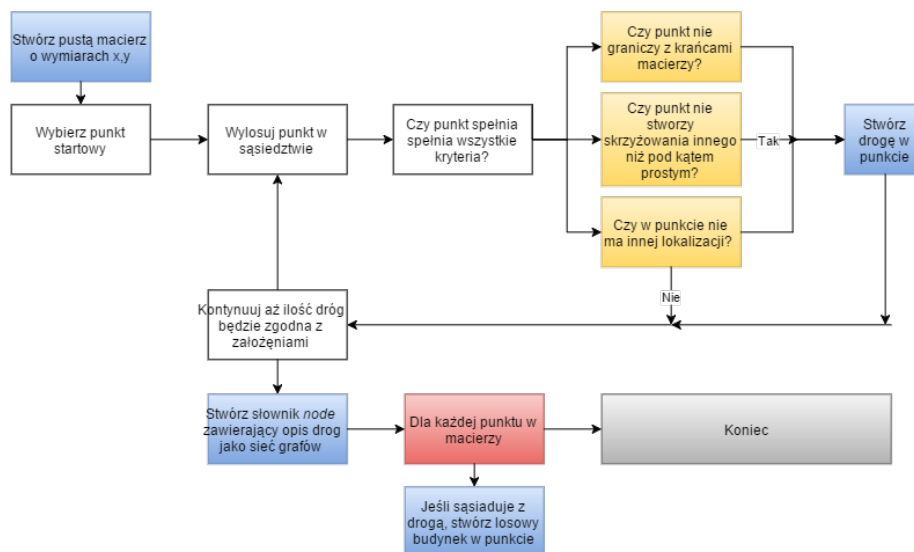 Stwórz pustą macierz
o wymiarach x,y
Wybierz punkt
startowy
Wylosuj punkt w
sąsiedztwie
Czy punkt spełnia
spełnia wszystkie
kryteria?
Czy punkt nie
graniczy z krańcami
macierzy?
Czy punkt nie
stworzy
skrzyżowania innego
niż pod kątem
prostym?
Czy w punkcie nie
ma innej lokalizacji?
Tak
Nie
Stwórz
drogę w
punkcie
Kontynuuj aż ilość dróg
będzie zgodna z
założęniami
Stwórz słownik node
zawierający opis drog
jako sieć grafów
Dla każdej punktu w
macierzy
Koniec
Jeśli sąsiaduje z
drogą, stwórz losowy
budynek w punkcie